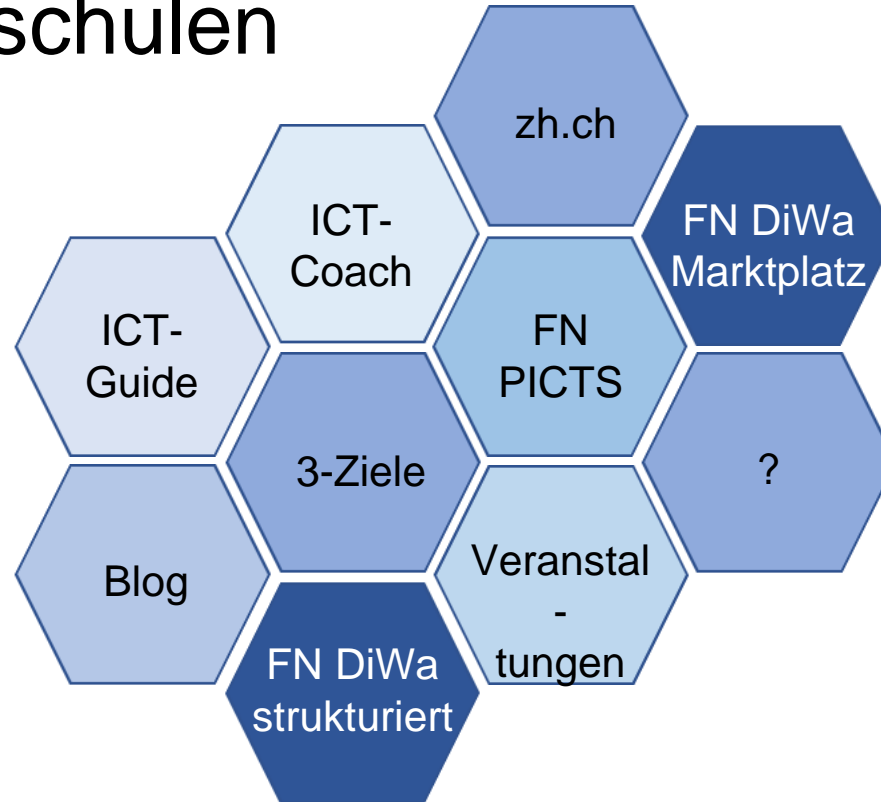 schulen
zh.ch
ICT-
Coach
FN DiWa
Marktplatz
ICT-
Guide
FN
PICTS
3-Ziele
?
Blog
Veranstal
-
tungen
FN DiWa
strukturiert